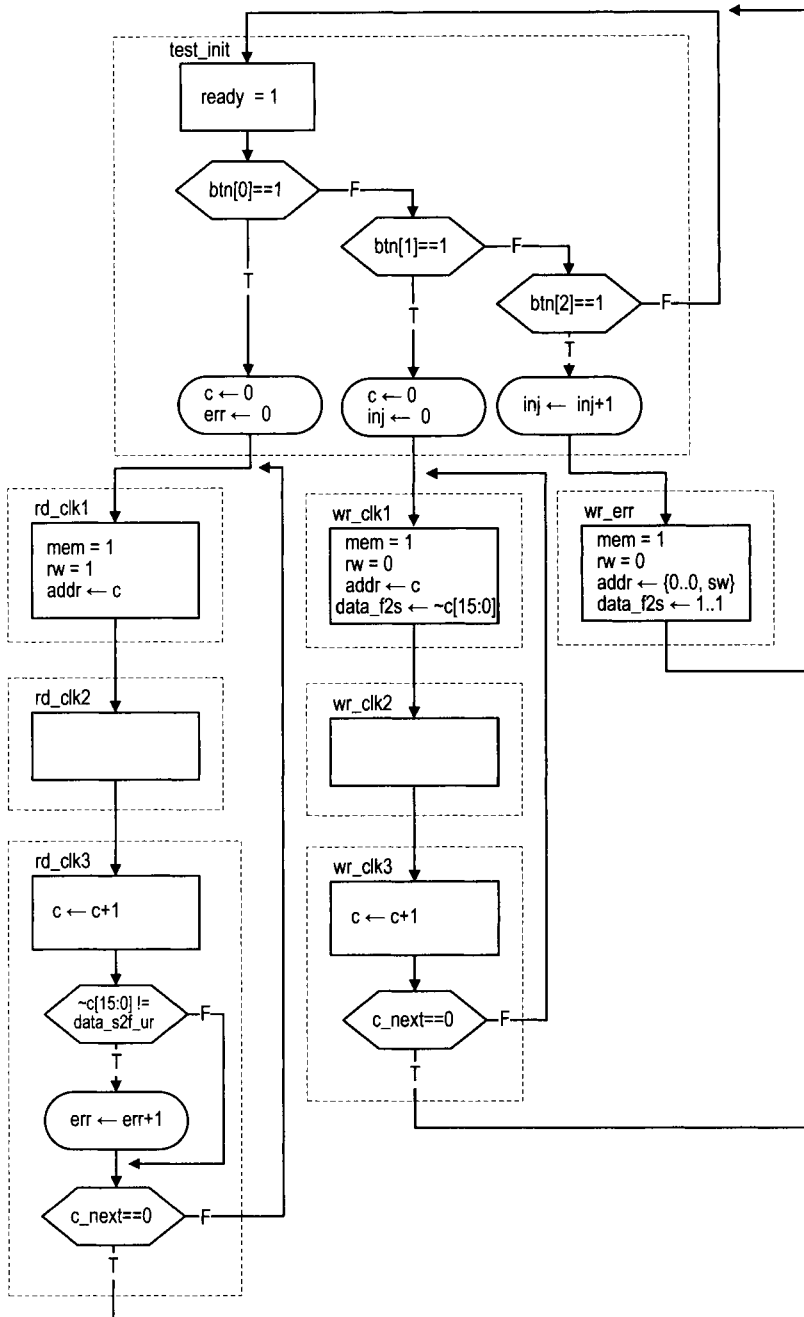 test_init
ready = 1
btn[0]==1
F
T
btn[1]==1
F
T
btn[2]==1
F
T
c ← 0
err ← 0
c ← 0
inj ← 0
inj ← inj+1
rd_clk1
mem = 1
rw = 1
addr ← c
rd_clk2
rd_clk3
c ← c+1
~c[15:0] !=
data_s2f_ur
F
T
err ← err+1
c_next==0
F
T
wr_clk1
mem = 1
rw = 0
addr ← c
data_f2s ← ~c[15:0]
wr_clk2
wr_clk3
c ← c+1
c_next==0
F
T
wr_err
mem = 1
rw = 0
addr ← {0..0, sw}
data_f2s ← 1..1